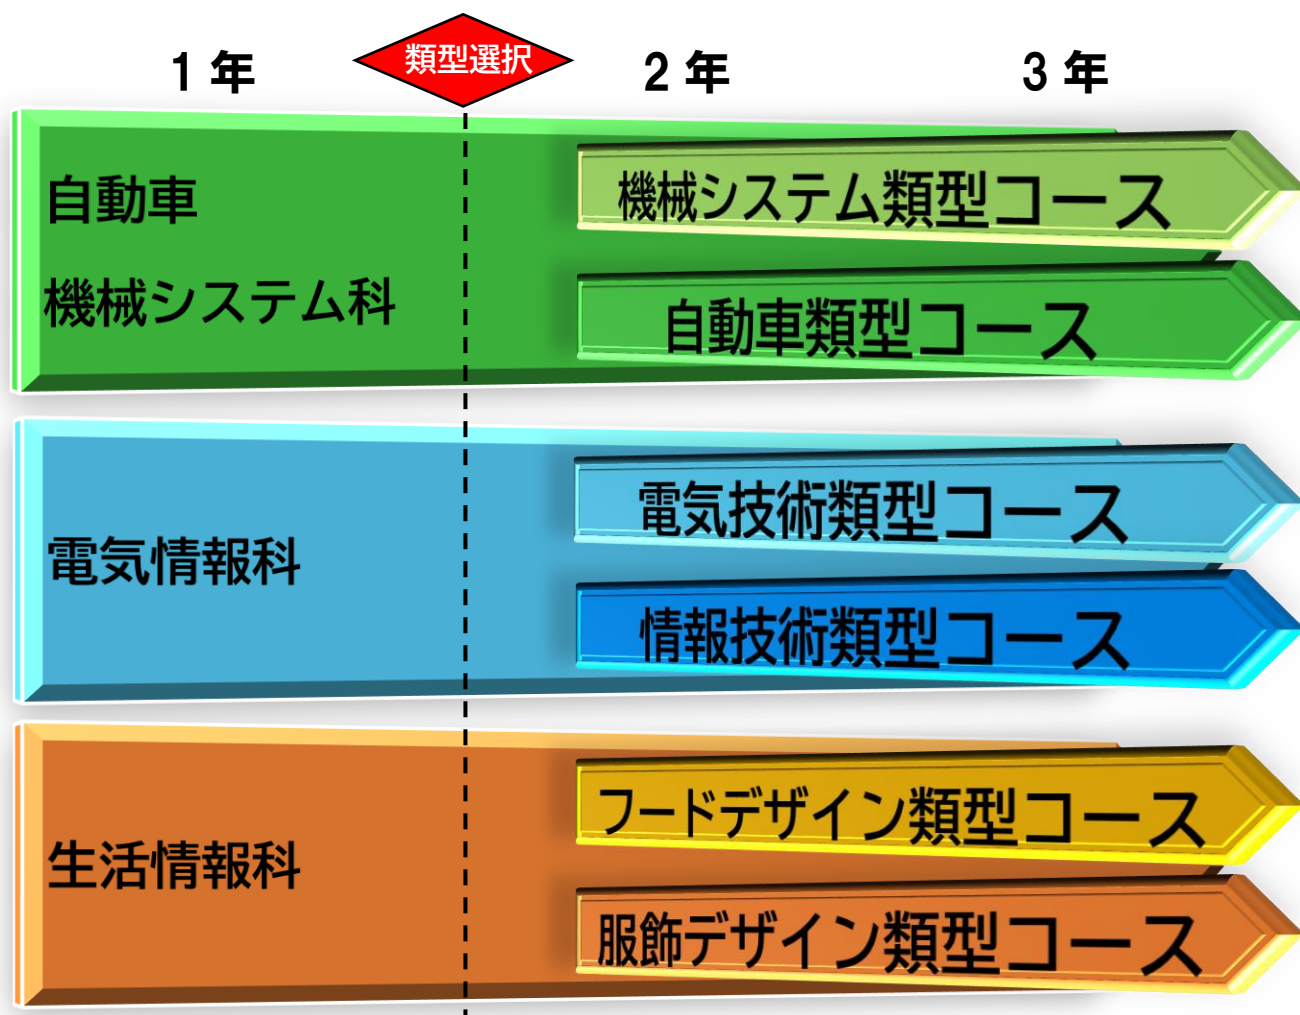 1年
類型選択
2年
3年
自動車
機械システム科
機械システム類型コース
自動車類型コース
電気情報科
電気技術類型コース
情報技術類型コース
生活情報科
フードデザイン類型コース
服飾デザイン類型コース